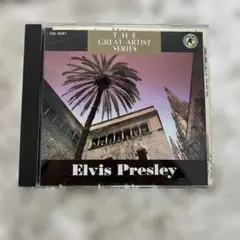 THE
GREAT ARTIST
SERIES
Elvis Presley